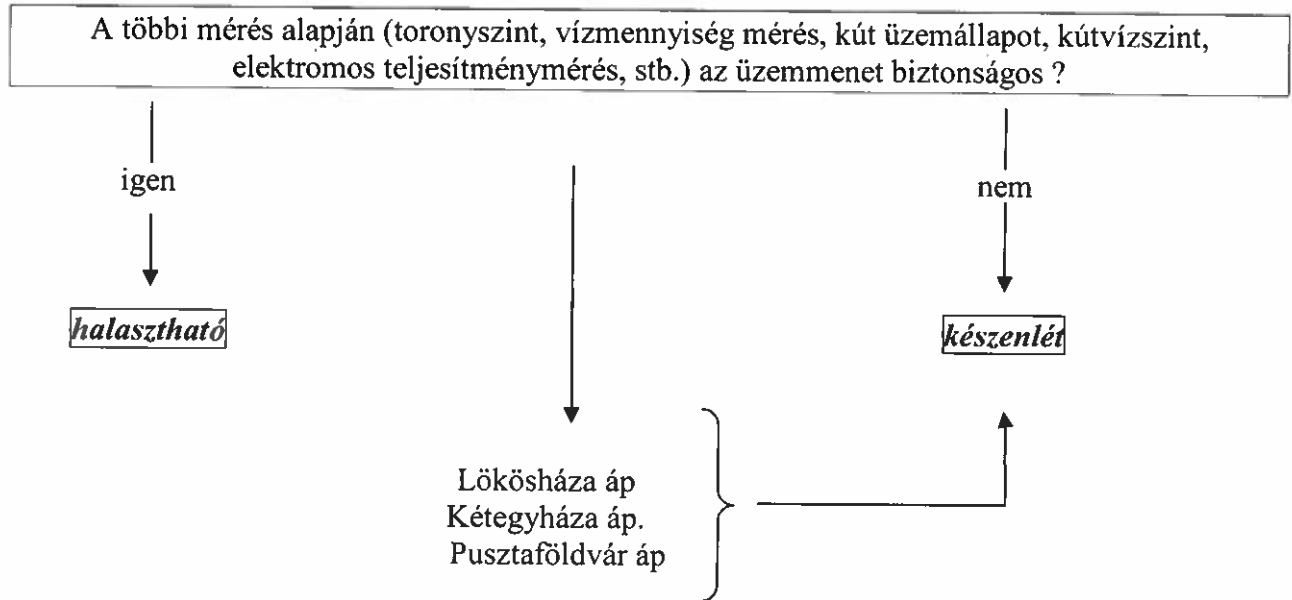 A többi mérés alapján (toronyszint, vízmennyiség mérés, kút üzemállapot, kútvízszint,
elektromos teljesítménymérés, stb.) az üzemmenet biztonságos ?
igen
nem
halasztható
készenlét
Lökösháza áp
Kétegyháza áp.
Pusztaföldvár áp